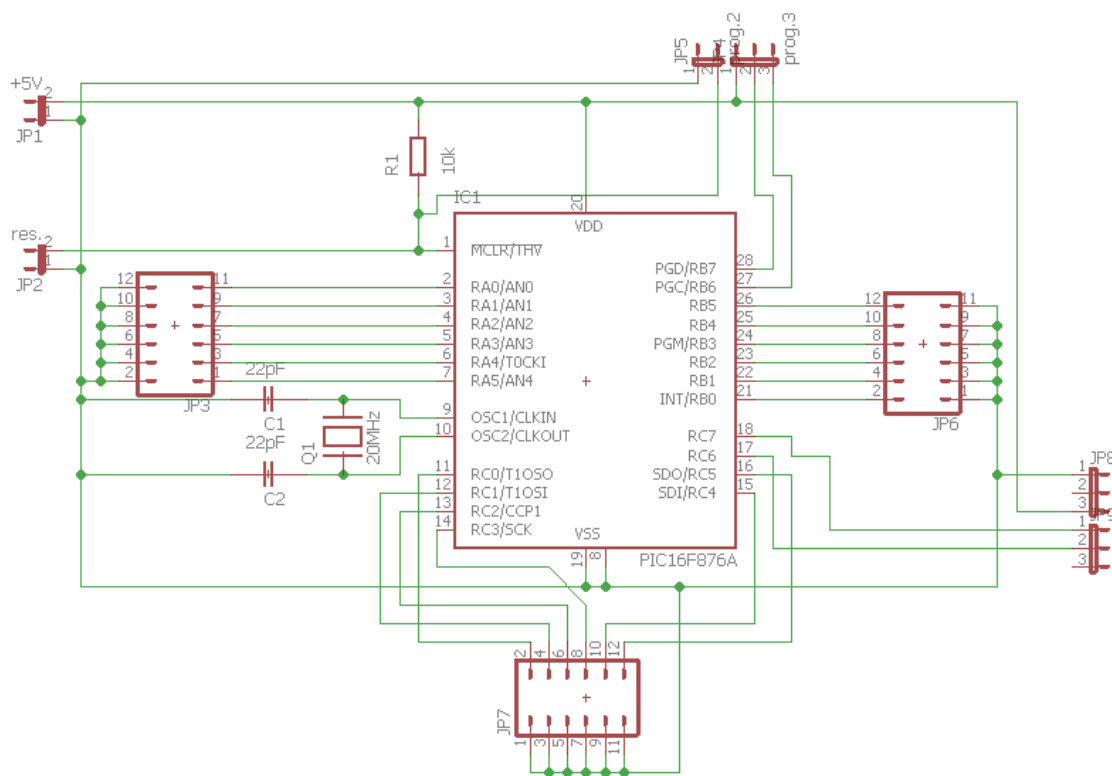 JP5
JP4
prog.2
prog.3
1
2
1
2
3
+5V
2
1
JP1
R1
10k
IC1
20
VDD
res.
2
1
JP2
1 MCLR/THV
PGD/RB7 28
12 11 2 RA0/AN0 PGC/RB6 27
10 9 3 RA1/AN1 RB5 26 12 11
8 7 4 RA2/AN2 RB4 25 10 9
6 5 5 RA3/AN3 PGM/RB3 24 8 7
4 3 6 RA4/T0CKI RB2 23 6 5
2 1 7 RA5/AN4 RB1 22 4 3
INT/RB0 21 2 1
JP3
JP6
22pF
C1
9 OSC1/CLKIN
10 OSC2/CLKOUT
22pF
C2
Q1
20MHz
RC7 18
RC6 17
11 RC0/T1OSO SDO/RC5 16
12 RC1/T1OSI SDI/RC4 15
13 RC2/CCP1
14 RC3/SCK
VSS
19
8
PIC16F876A
JP8
1
2
3
1
2
3
2 4 6 8 10 12
JP7
1 3 5 7 9 11